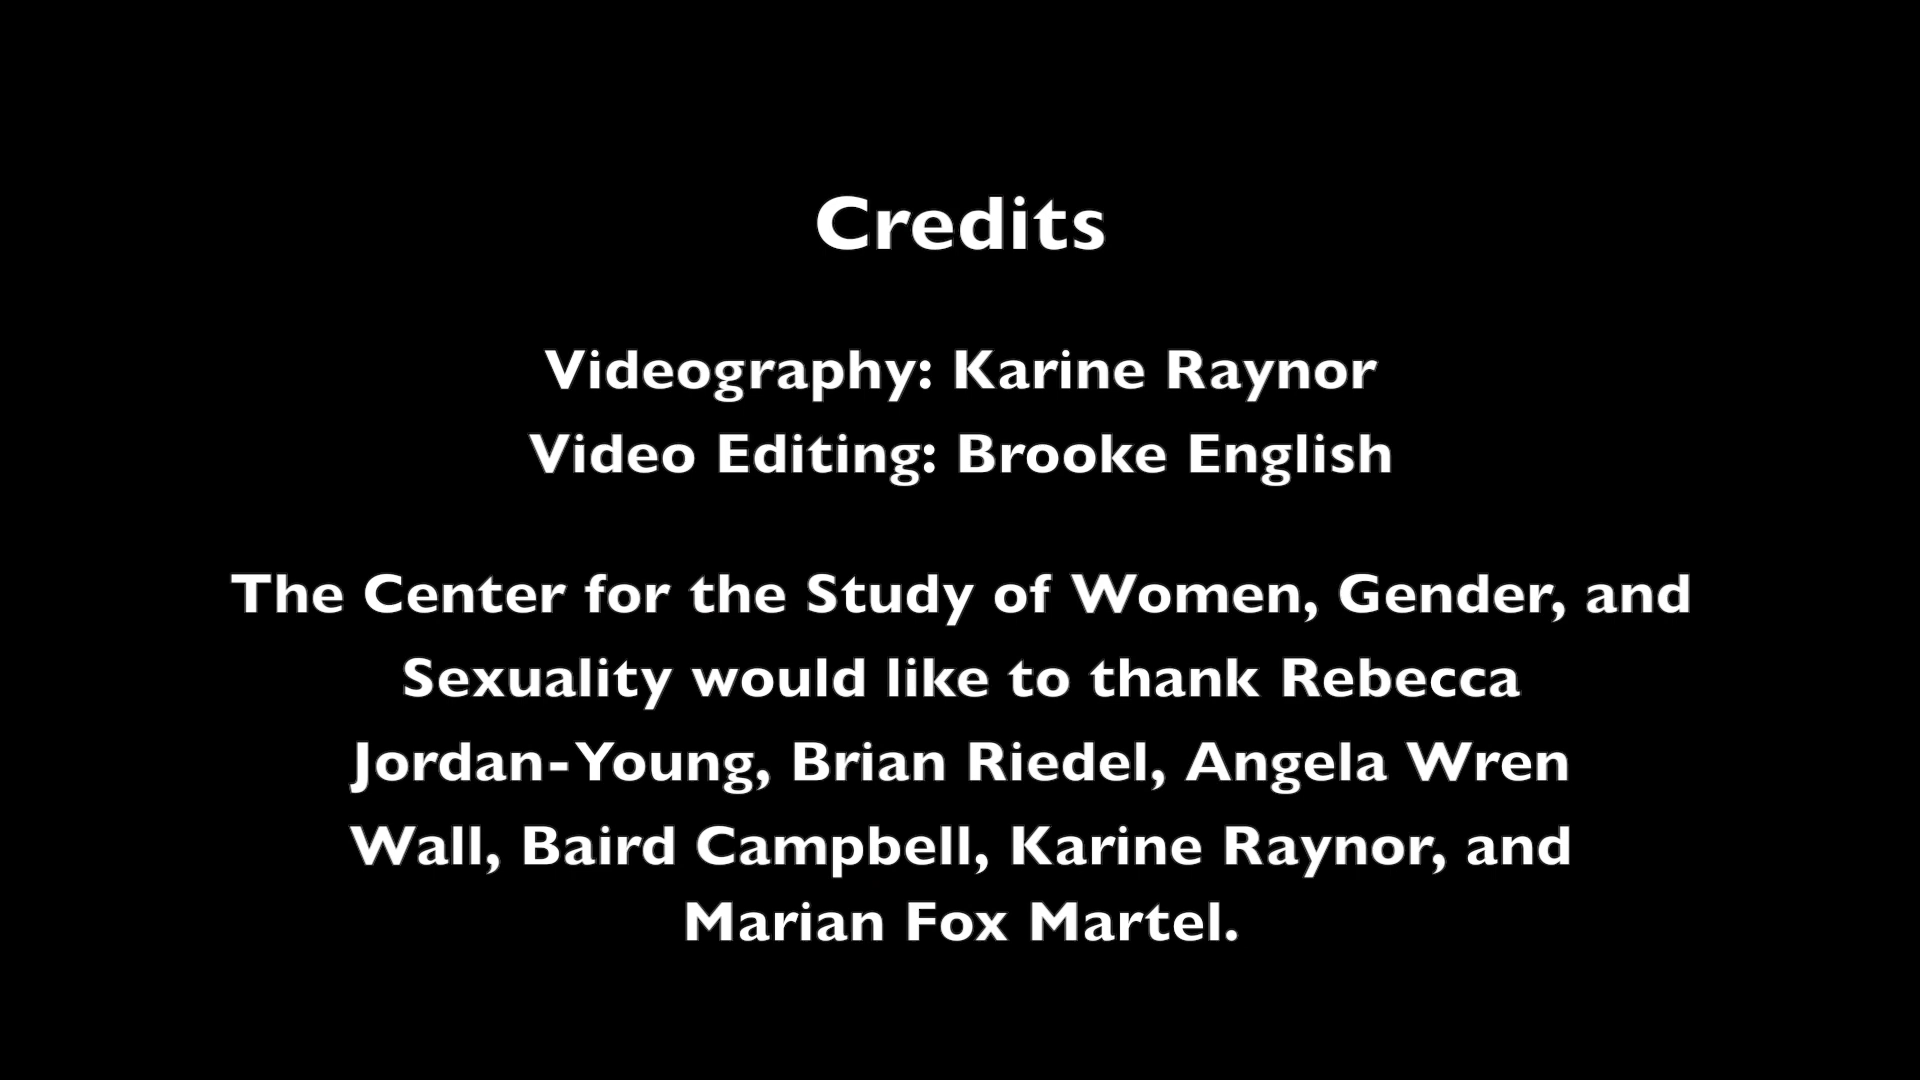 Credits
Videography: Karine Raynor
Video Editing: Brooke English
The Center for the Study of Women, Gender, and
Sexuality would like to thank Rebecca
Jordan-Young, Brian Riedel, Angela Wren
Wall, Baird Campbell, Karine Raynor, and
Marian Fox Martel.